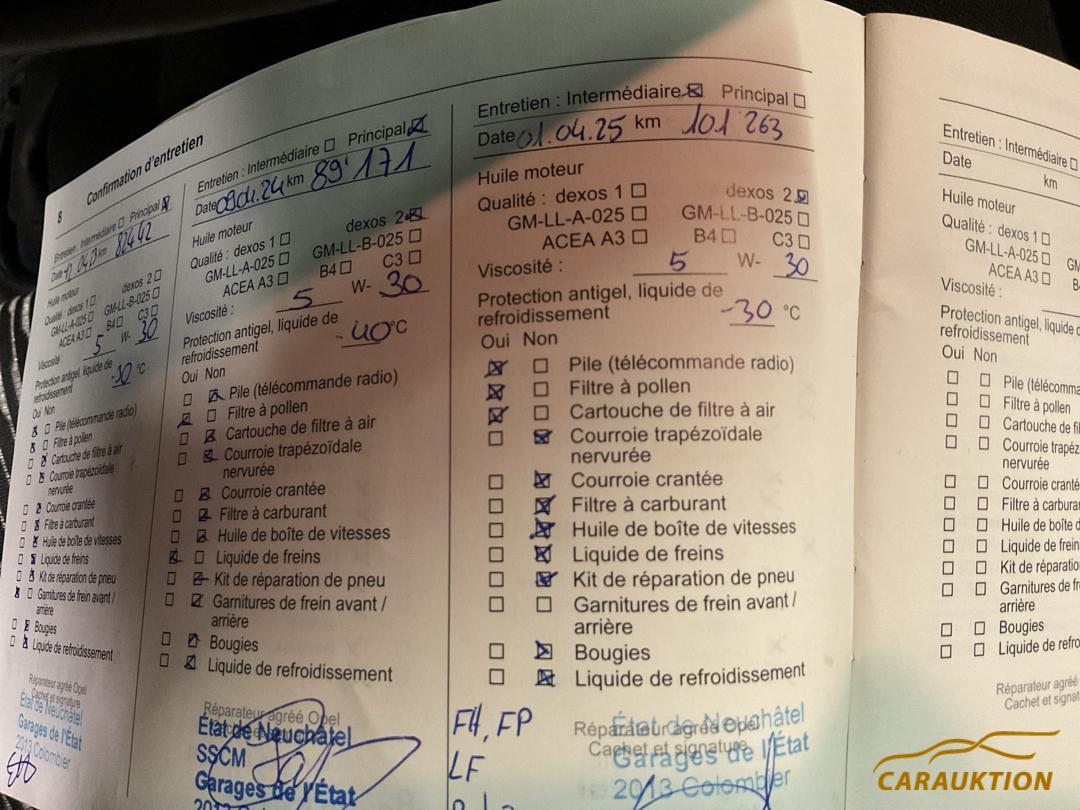 8 Confirmation d'entretien
Entretien : Intermédiaire Principal
Date km 82442
Huile moteur
Qualité : dexos 1 dexos 2
GM-LL-A-025 GM-LL-B-025
ACEA A3 B4 C3
Viscosité : 5 W- 30
Protection antigel, liquide de
refroidissement °C
Oui Non
Pile (télécommande radio)
Filtre à pollen
Cartouche de filtre à air
Courroie trapézoïdale
nervurée
Courroie crantée
Filtre à carburant
Huile de boîte de vitesses
Liquide de freins
Kit de réparation de pneu
Garnitures de frein avant /
arrière
Bougies
Liquide de refroidissement
Réparateur agréé Opel
Cachet et signature
État de Neuchâtel
Garages de l'État
2013 Colombier
Entretien : Intermédiaire Principal
Date 09.04.24 km 89'171
Huile moteur
Qualité : dexos 1 dexos 2
GM-LL-A-025 GM-LL-B-025
ACEA A3 B4 C3
Viscosité : 5 W- 30
Protection antigel, liquide de
refroidissement -40 °C
Oui Non
Pile (télécommande radio)
Filtre à pollen
Cartouche de filtre à air
Courroie trapézoïdale
nervurée
Courroie crantée
Filtre à carburant
Huile de boîte de vitesses
Liquide de freins
Kit de réparation de pneu
Garnitures de frein avant /
arrière
Bougies
Liquide de refroidissement
Réparateur agréé Opel
État de Neuchâtel
SSCM
Garages de l'État
Entretien : Intermédiaire Principal
Date 01.04.25 km 101'263
Huile moteur
Qualité : dexos 1 dexos 2
GM-LL-A-025 GM-LL-B-025
ACEA A3 B4 C3
Viscosité : 5 W- 30
Protection antigel, liquide de
refroidissement -30 °C
Oui Non
Pile (télécommande radio)
Filtre à pollen
Cartouche de filtre à air
Courroie trapézoïdale
nervurée
Courroie crantée
Filtre à carburant
Huile de boîte de vitesses
Liquide de freins
Kit de réparation de pneu
Garnitures de frein avant /
arrière
Bougies
Liquide de refroidissement
FH, FP
LF
Réparateur agréé Opel
Cachet et signature
État de Neuchâtel
Garages de l'État
2013 Colombier
Entretien : Intermédiaire
Date km
Huile moteur
Qualité : dexos 1
GM-LL-A-025
ACEA A3
Viscosité :
Protection antigel, liquide
refroidissement
Oui Non
Pile (télécomma
Filtre à pollen
Cartouche de fil
Courroie trapéz
nervurée
Courroie cranté
Filtre à carbura
Huile de boîte d
Liquide de frein
Kit de réparatio
Garnitures de fr
arrière
Bougies
Liquide de refro
Réparateur agréé
Cachet et signat
CARAUKTION